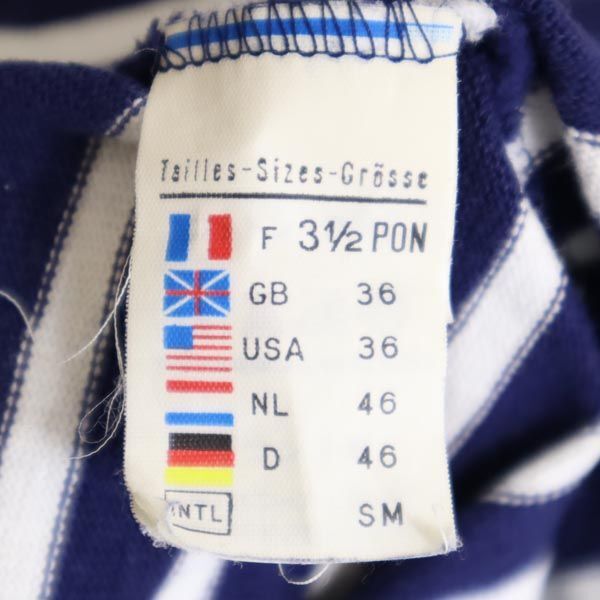 Tailles-Sizes-Grösse
F 3½ PON
GB 36
USA 36
NL 46
D 46
INTL SM